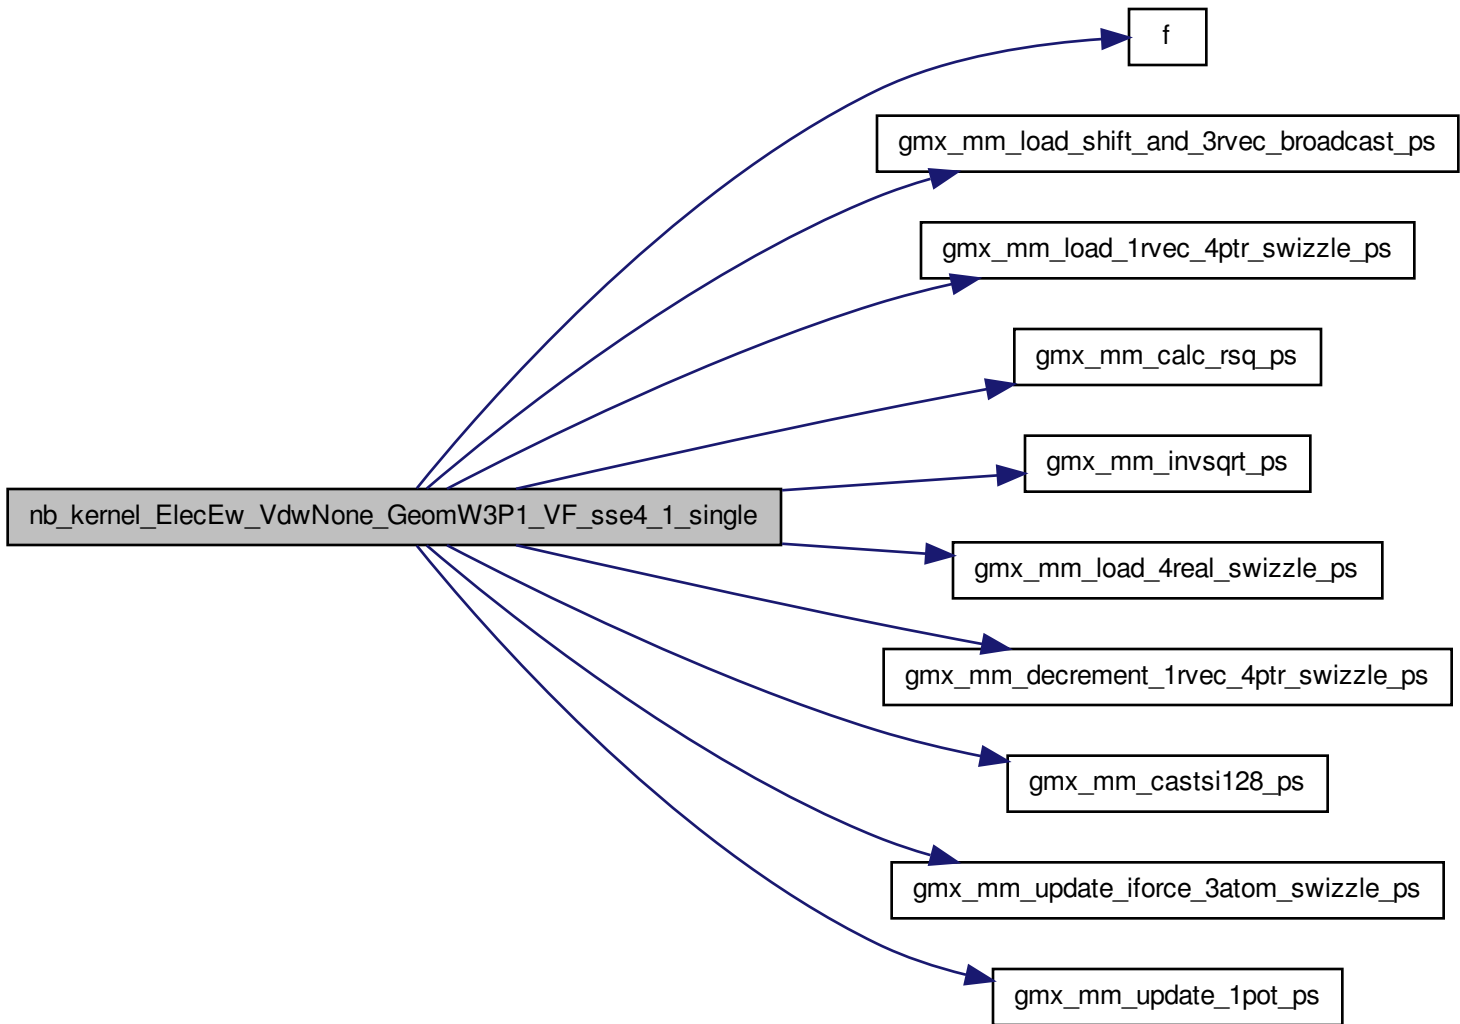 f
gmx_mm_load_shift_and_3rvec_broadcast_ps
gmx_mm_load_1rvec_4ptr_swizzle_ps
gmx_mm_calc_rsq_ps
gmx_mm_invsqrt_ps
nb_kernel_ElecEw_VdwNone_GeomW3P1_VF_sse4_1_single
gmx_mm_load_4real_swizzle_ps
gmx_mm_decrement_1rvec_4ptr_swizzle_ps
gmx_mm_castsi128_ps
gmx_mm_update_iforce_3atom_swizzle_ps
gmx_mm_update_1pot_ps